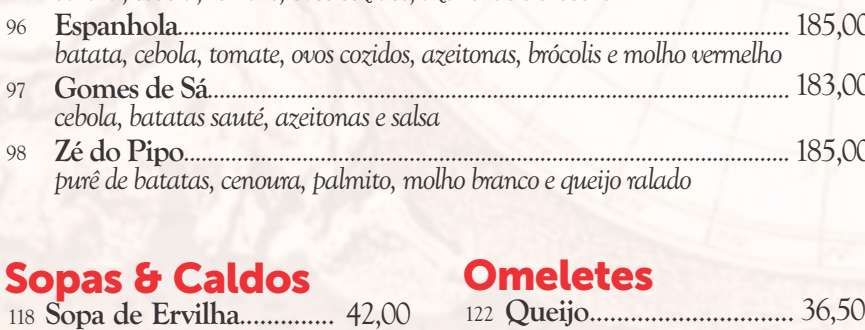 96 Espanhola........................................................................ 185,00
batata, cebola, tomate, ovos cozidos, azeitonas, brócolis e molho vermelho
97 Gomes de Sá........................................................................ 183,00
cebola, batatas sauté, azeitonas e salsa
98 Zé do Pipo........................................................................ 185,00
purê de batatas, cenoura, palmito, molho branco e queijo ralado
Sopas & Caldos
118 Sopa de Ervilha............. 42,00
Omeletes
122 Queijo............................ 36,50